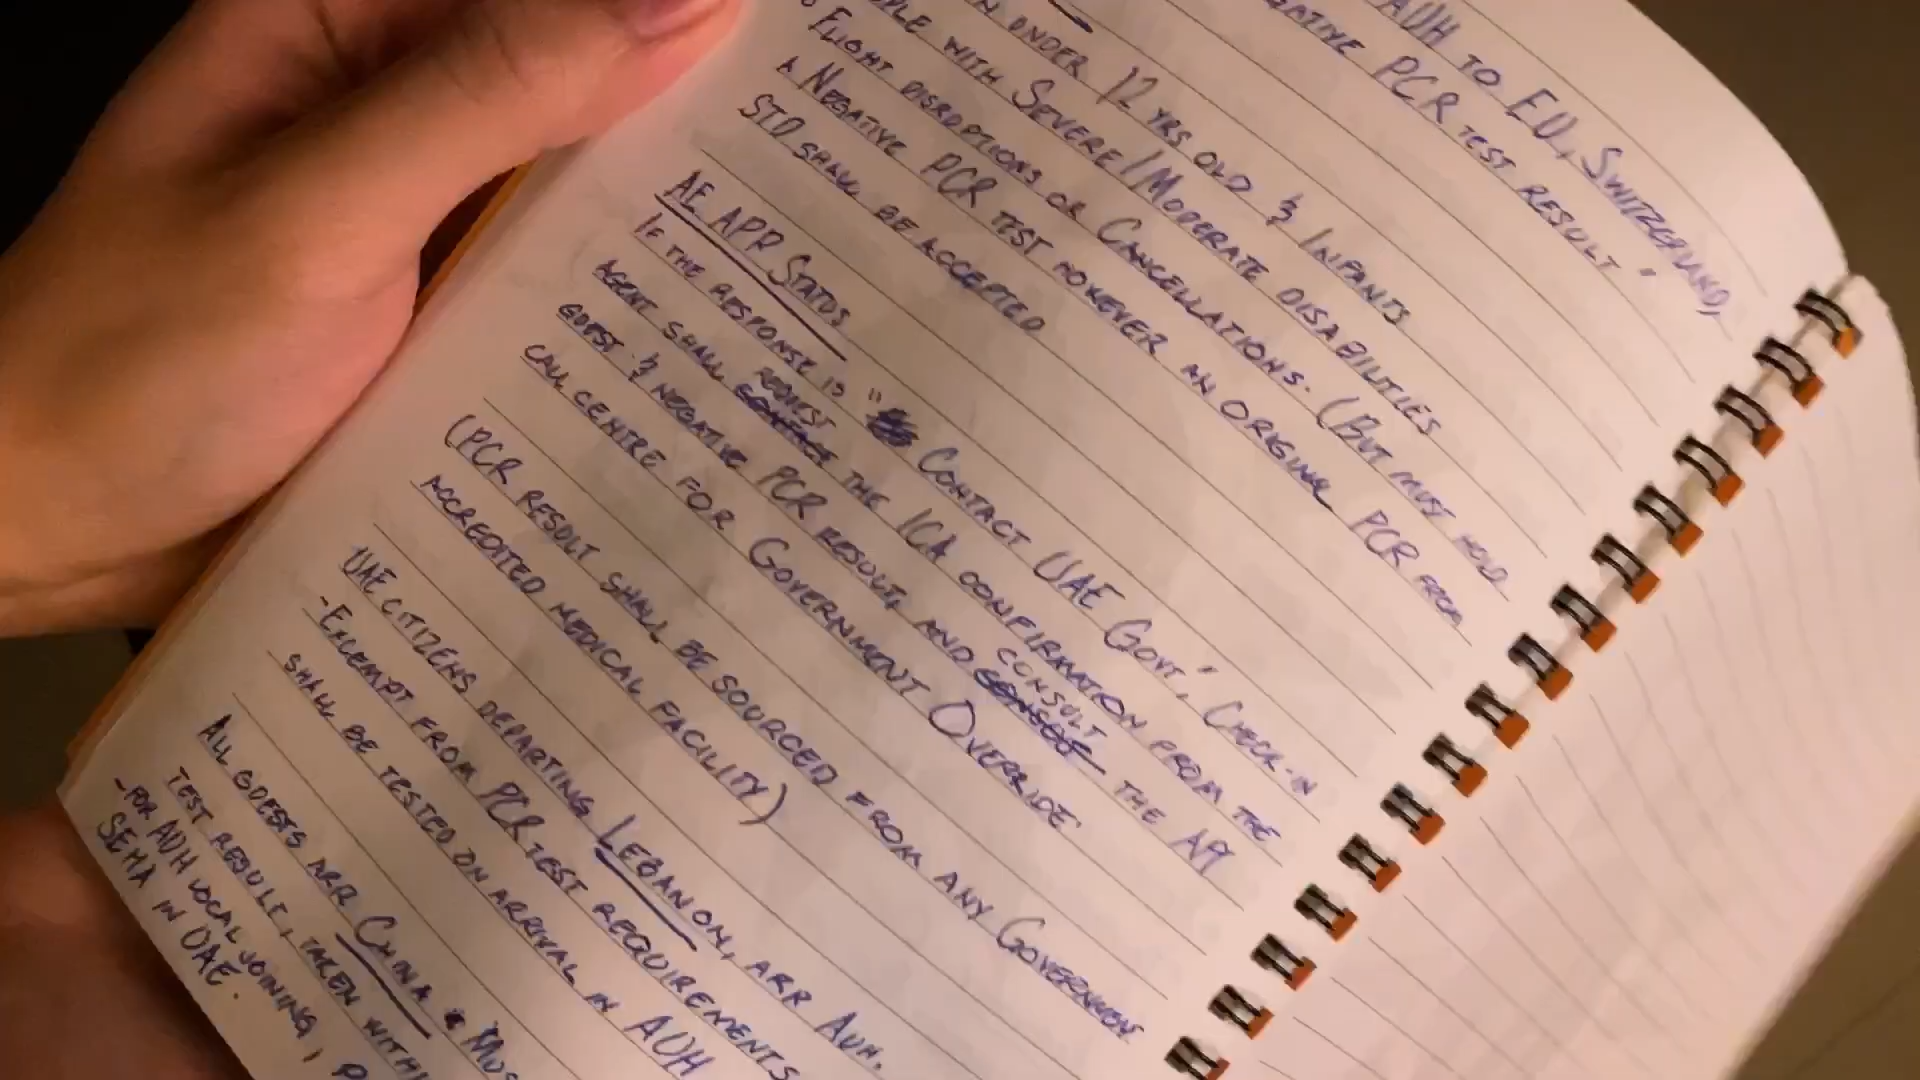 AUH TO EU, SWITZERLAND,
NEGATIVE PCR TEST RESULT"
UNDER 12 YRS OLD & INFANTS
WITH SEVERE/MODERATE DISABILITIES
FLIGHT DISRUPTIONS OR CANCELLATIONS. (BUT MUST HOLD
A NEGATIVE PCR TEST HOWEVER AN ORIGINAL PCR FROM
STD SHALL BE ACCEPTED
AE APP STATUS
IF THE RESPONSE IS " CONTACT UAE GOVT", CHECK-IN
AGENT SHALL REQUEST THE ICA CONFIRMATION FROM THE
GUEST & NEGATIVE PCR RESULT, AND CONSULT THE API
CALL CENTRE FOR GOVERNMENT OVERRIDE.
(PCR RESULT SHALL BE SOURCED FROM ANY GOVERNMENT
ACCREDITED MEDICAL FACILITY)
UAE CITIZENS DEPARTING LEBANON, ARR AUH.
- EXCEMPT FROM PCR TEST REQUIREMENTS
SHALL BE TESTED ON ARRIVAL IN AUH
ALL GUESTS ARR CHINA
TEST RESULT, TAKEN
- FOR AUH LOCAL JOINING,
SEHA IN UAE.